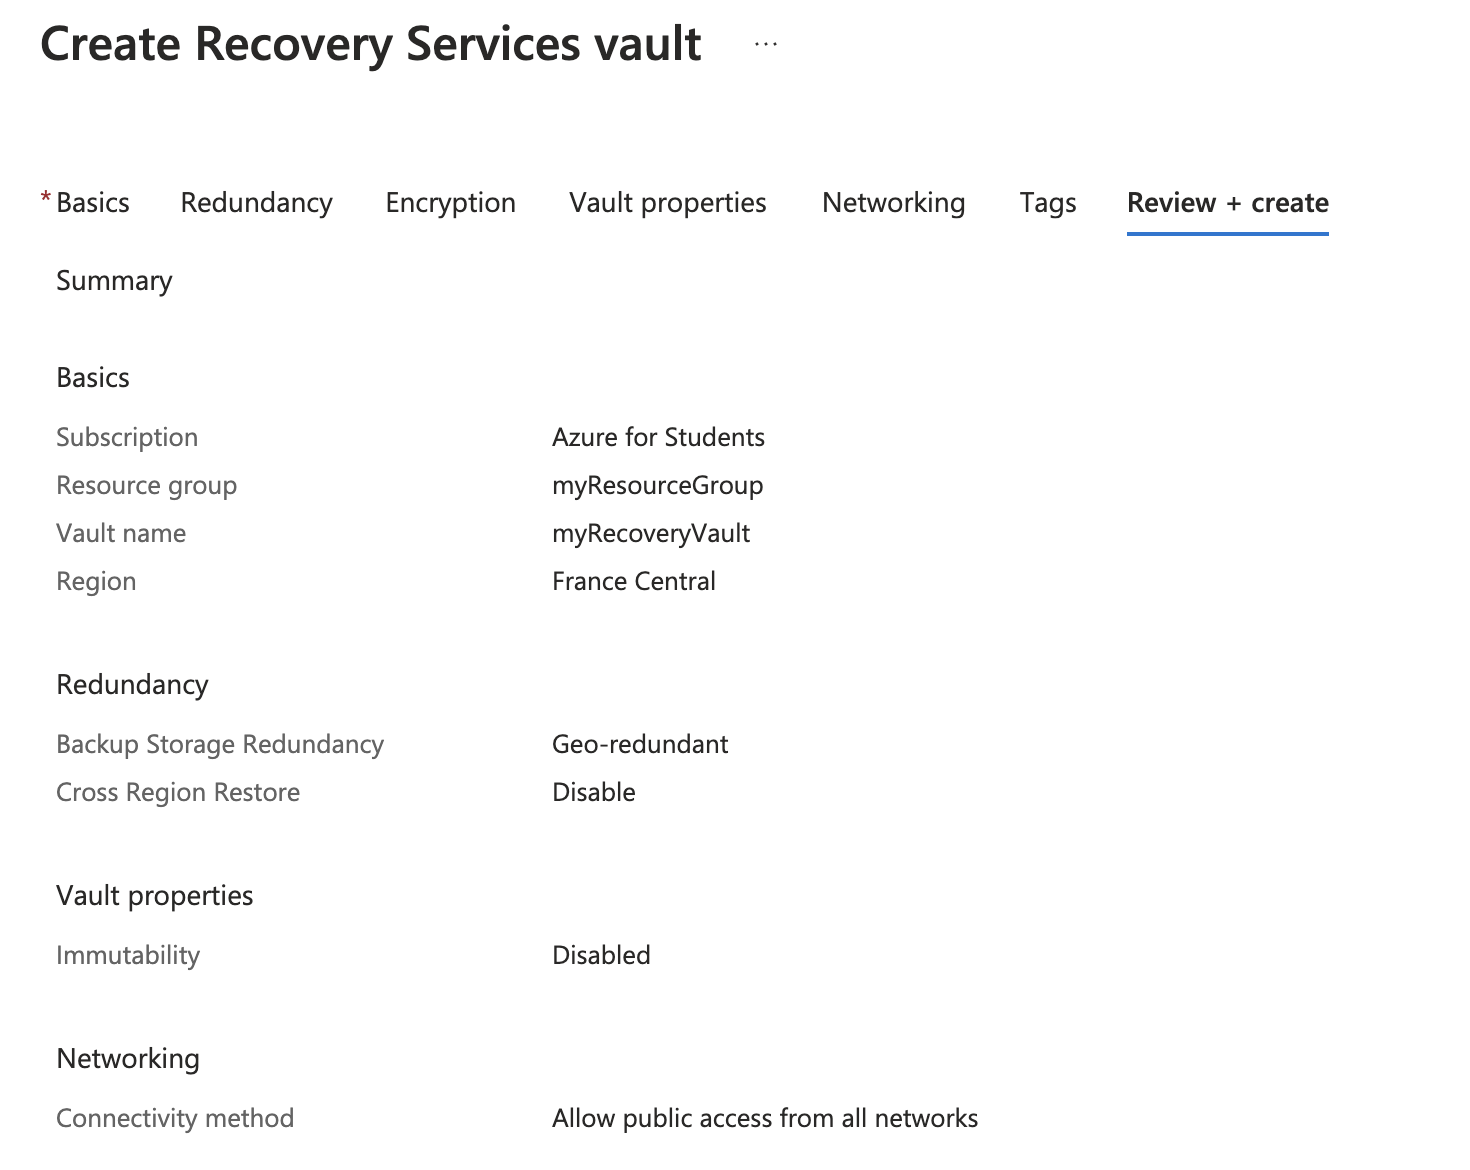 Create Recovery Services vault ...
* Basics Redundancy Encryption Vault properties Networking Tags Review + create
Summary
Basics
Subscription Azure for Students
Resource group myResourceGroup
Vault name myRecoveryVault
Region France Central
Redundancy
Backup Storage Redundancy Geo-redundant
Cross Region Restore Disable
Vault properties
Immutability Disabled
Networking
Connectivity method Allow public access from all networks